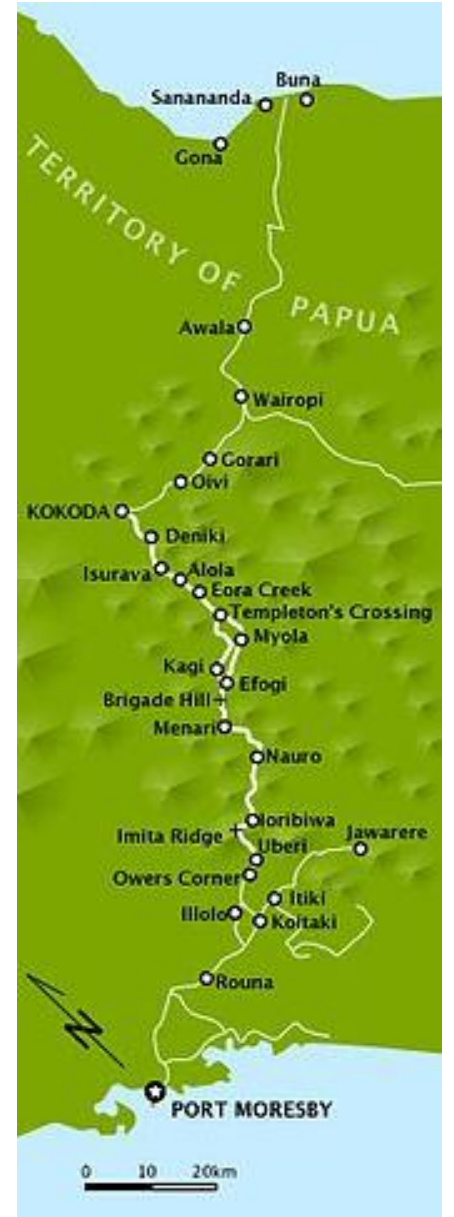 Buna
Sanananda
Gona
TERRITORY OF PAPUA
Awala
Wairopi
Gorari
Oivi
KOKODA
Deniki
Isurava
Alola
Eora Creek
Templeton's Crossing
Myola
Kagi
Efogi
Brigade Hill
Menari
Nauro
Ioribiwa
Imita Ridge
Jawarere
Uberi
Owers Corner
Itiki
Illolo
Koitaki
Rouna
N
PORT MORESBY
0 10 20km